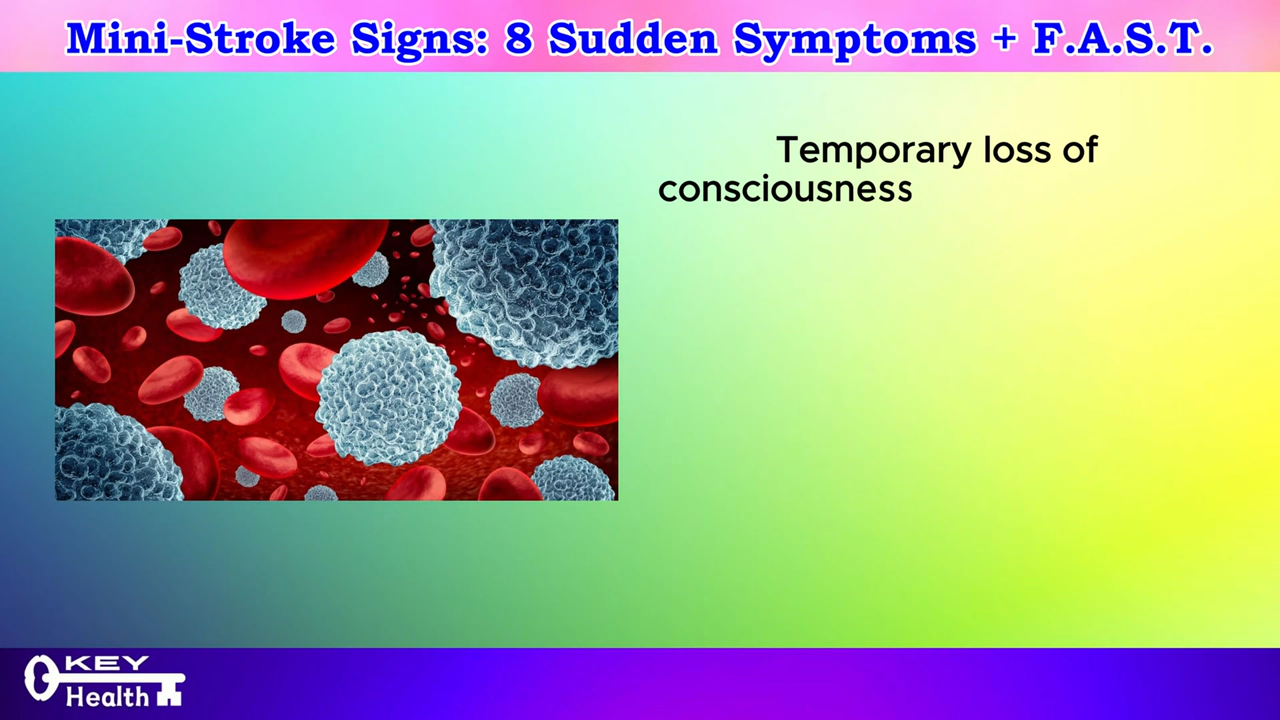 Mini-Stroke Signs: 8 Sudden Symptoms + F.A.S.T.
Temporary loss of
consciousness
KEY
Health